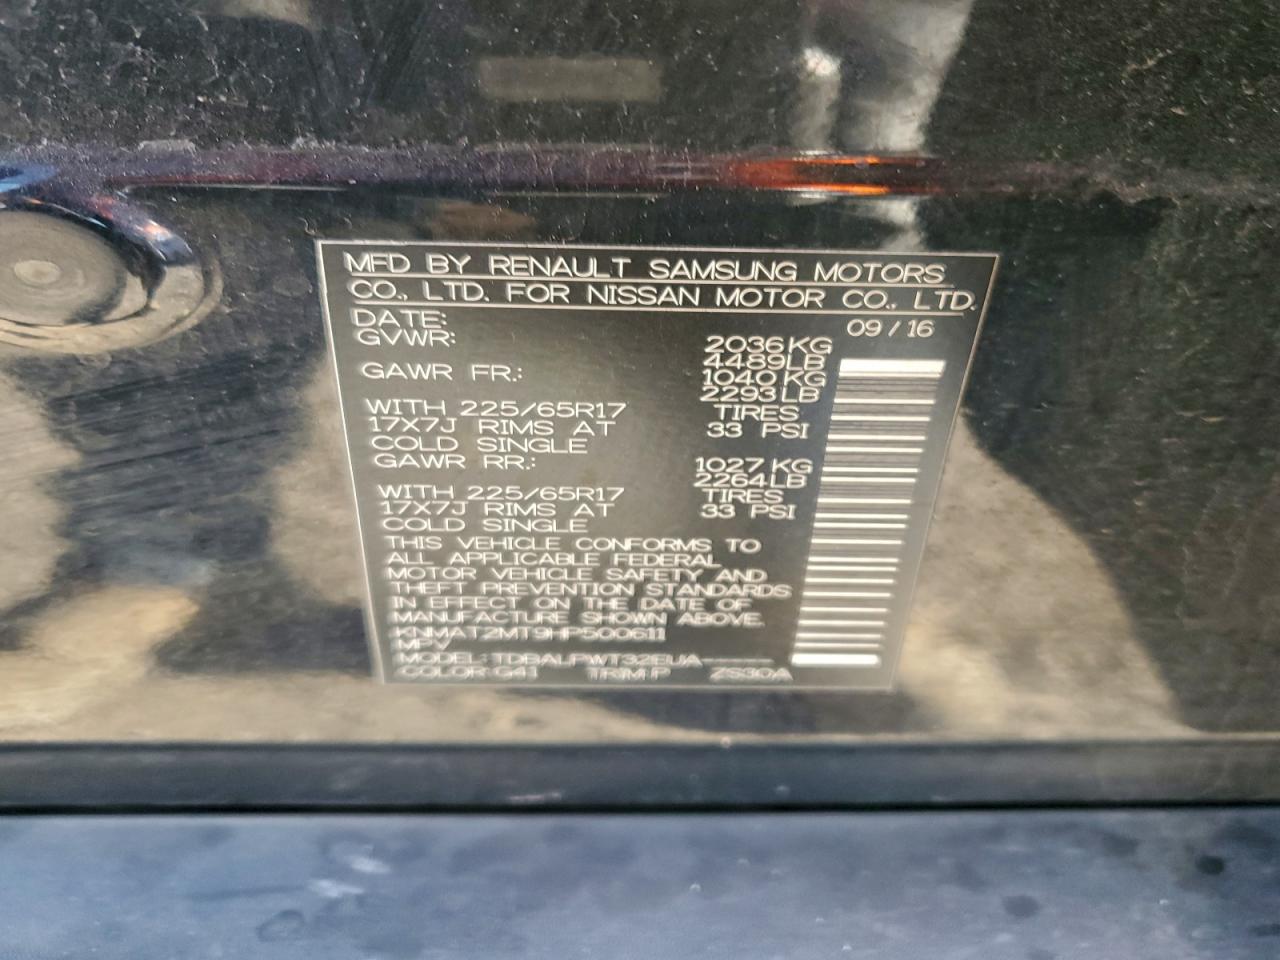 MFD BY RENAULT SAMSUNG MOTORS
CO., LTD. FOR NISSAN MOTOR CO., LTD.
DATE: 09 / 16
GVWR: 2036 KG
4489LB
GAWR FR.: 1040 KG
2293 LB
WITH 225/65R17 TIRES
17X7J RIMS AT 33 PSI
COLD SINGLE
GAWR RR.: 1027 KG
2264LB
WITH 225/65R17 TIRES
17X7J RIMS AT 33 PSI
COLD SINGLE
THIS VEHICLE CONFORMS TO
ALL APPLICABLE FEDERAL
MOTOR VEHICLE SAFETY AND
THEFT PREVENTION STANDARDS
IN EFFECT ON THE DATE OF
MANUFACTURE SHOWN ABOVE.
KNMAT2MT9HP500611
MPV
MODEL: TDBALPWT32EUA-----
COLOR: G41 TRIM P ZS30A